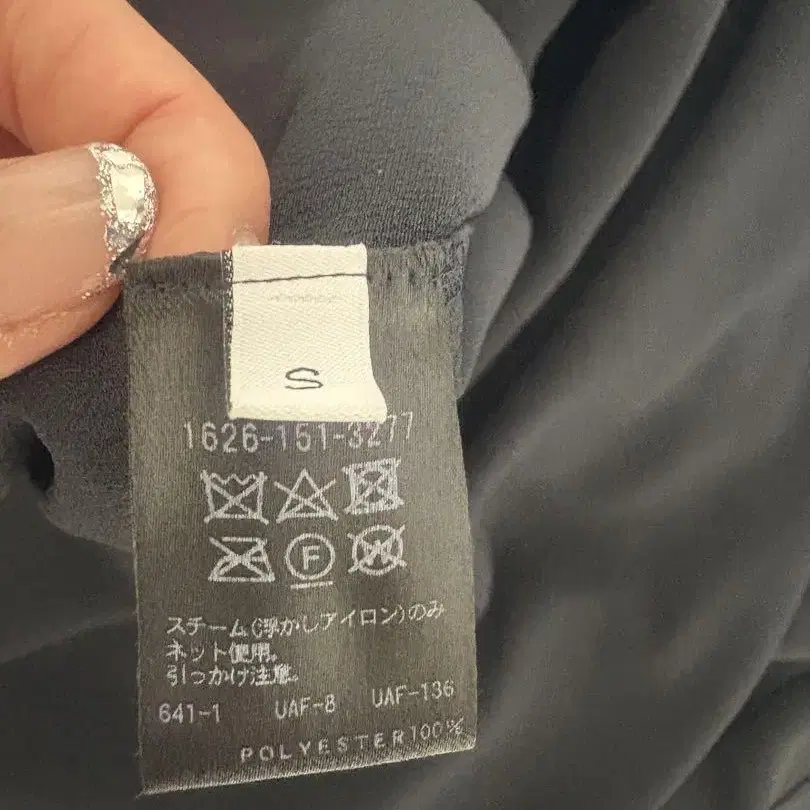 S
1626-151-3277
F
W
スチーム(浮かしアイロン)のみ
ネット使用。
引っかけ注意。
641-1 UAF-8 UAF-136
POLYESTER100%